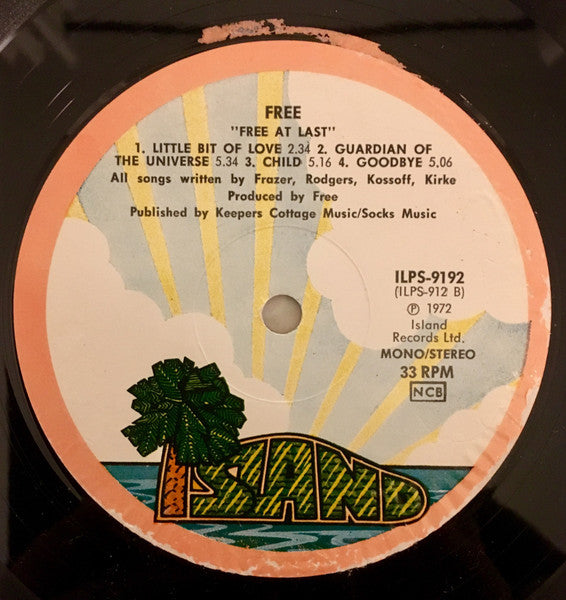 FREE
"FREE AT LAST"
1. LITTLE BIT OF LOVE 2.34 2. GUARDIAN OF
THE UNIVERSE 5.34 3. CHILD 5.16 4. GOODBYE 5.06
All songs written by Frazer, Rodgers, Kossoff, Kirke
Produced by Free
Published by Keepers Cottage Music/Socks Music
ILPS-9192
(ILPS-912 B)
Ⓟ 1972
Island
Records Ltd.
MONO/STEREO
33 RPM
NCB
ISLAND